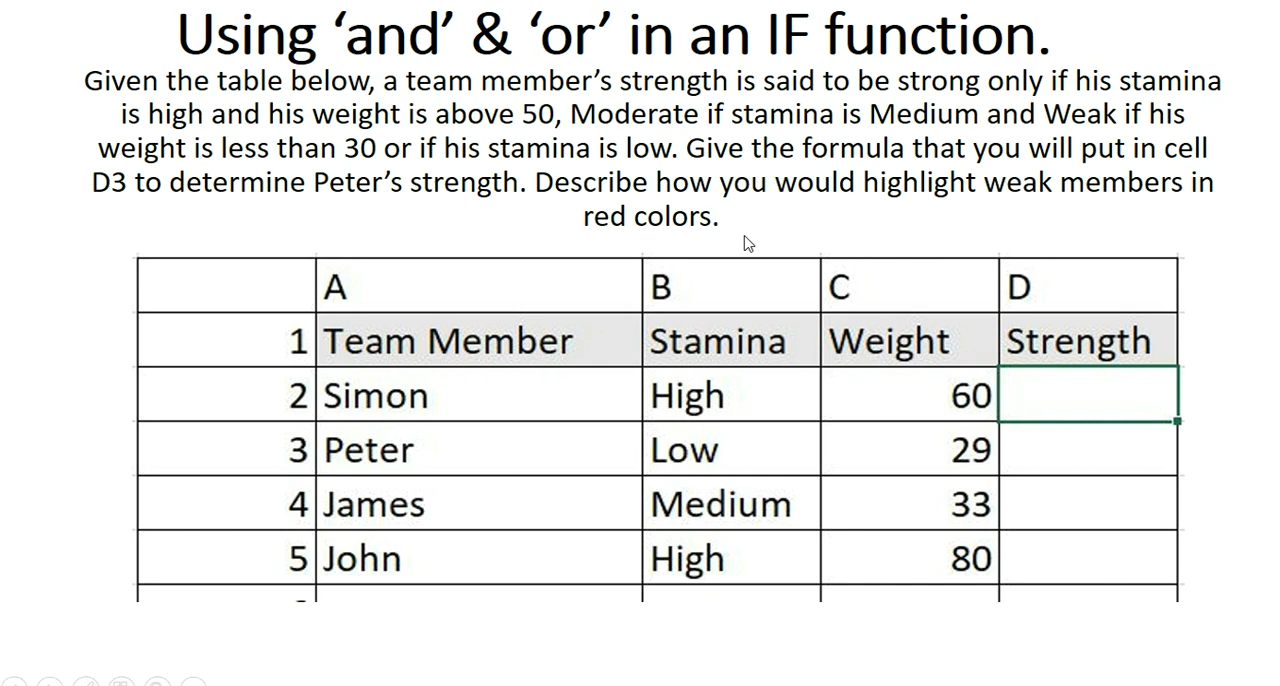 Using ‘and’ & ‘or’ in an IF function.
Given the table below, a team member’s strength is said to be strong only if his stamina
is high and his weight is above 50, Moderate if stamina is Medium and Weak if his
weight is less than 30 or if his stamina is low. Give the formula that you will put in cell
D3 to determine Peter’s strength. Describe how you would highlight weak members in
red colors.
A B C D
1 Team Member Stamina Weight Strength
2 Simon High 60
3 Peter Low 29
4 James Medium 33
5 John High 80